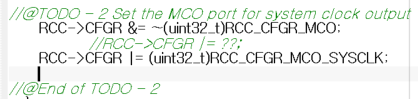 //@TODO - 2 Set the MCO port for system clock output
RCC->CFGR &= ~(uint32_t)RCC_CFGR_MCO;
//RCC->CFGR |= ??;
RCC->CFGR |= (uint32_t)RCC_CFGR_MCO_SYSCLK;
//@End of TODO - 2